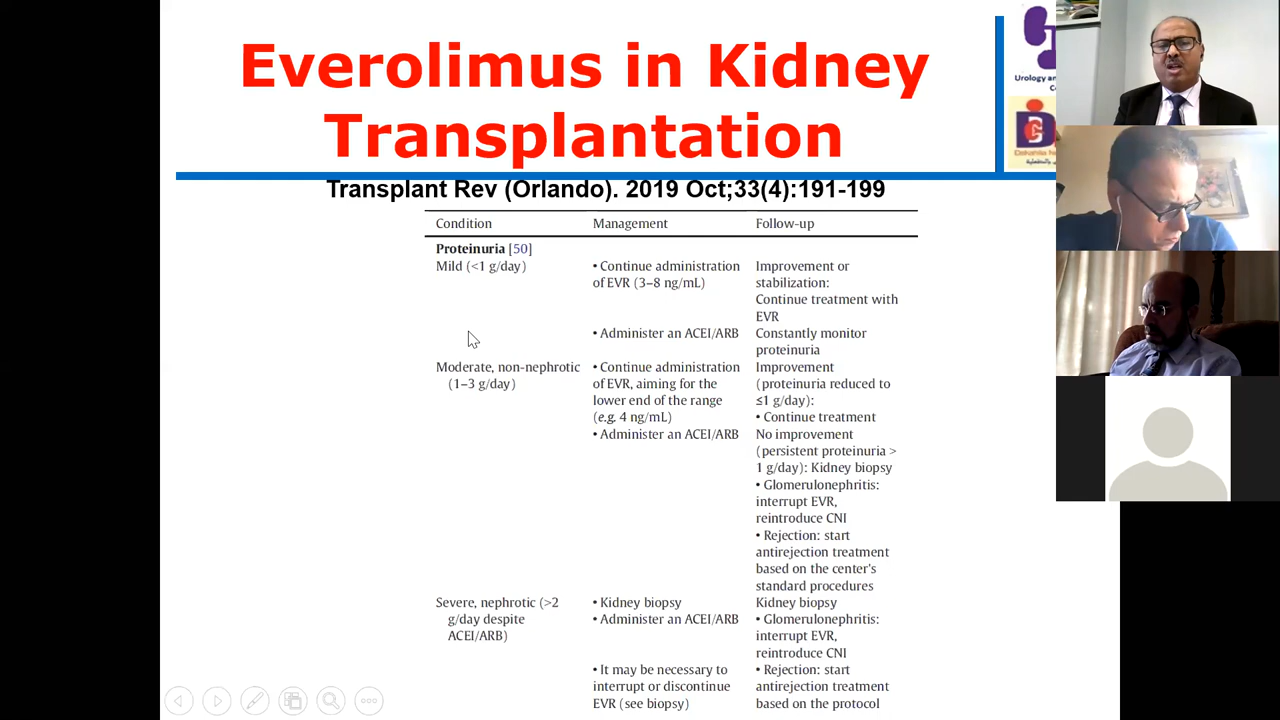 Everolimus in Kidney
Transplantation
Urology and
Transplant Rev (Orlando). 2019 Oct;33(4):191-199
Condition Management Follow-up
Proteinuria [50]
Mild (<1 g/day)
• Continue administration
of EVR (3–8 ng/mL)
Improvement or
stabilization:
Continue treatment with
EVR
• Administer an ACEI/ARB
Constantly monitor
proteinuria
Moderate, non-nephrotic
(1–3 g/day)
• Continue administration
of EVR, aiming for the
lower end of the range
(e.g. 4 ng/mL)
• Administer an ACEI/ARB
Improvement
(proteinuria reduced to
≤1 g/day):
• Continue treatment
No improvement
(persistent proteinuria >
1 g/day): Kidney biopsy
• Glomerulonephritis:
interrupt EVR,
reintroduce CNI
• Rejection: start
antirejection treatment
based on the center's
standard procedures
Severe, nephrotic (>2
g/day despite
ACEI/ARB)
• Kidney biopsy
• Administer an ACEI/ARB
• It may be necessary to
interrupt or discontinue
EVR (see biopsy)
Kidney biopsy
• Glomerulonephritis:
interrupt EVR,
reintroduce CNI
• Rejection: start
antirejection treatment
based on the protocol